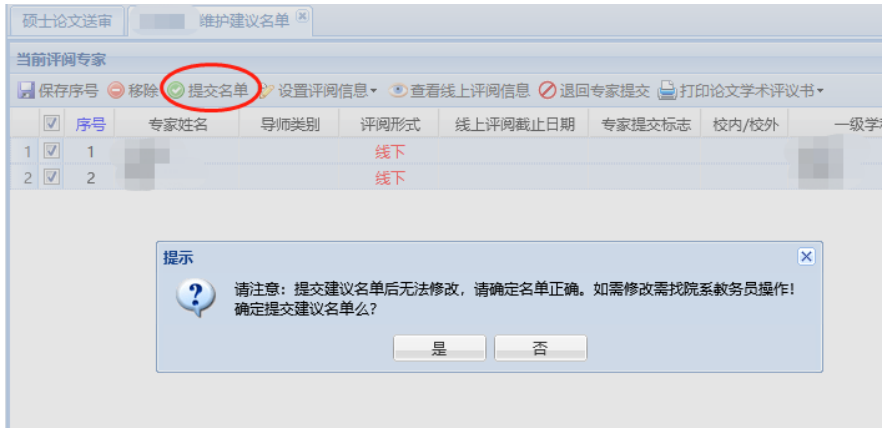 硕士论文送审 维护建议名单
当前评阅专家
保存序号 移除 提交名单 设置评阅信息 查看线上评阅信息 退回专家提交 打印论文学术评议书
序号 专家姓名 导师类别 评阅形式 线上评阅截止日期 专家提交标志 校内/校外 一级学
1 1 线下
2 2 线下
提示
请注意：提交建议名单后无法修改，请确定名单正确。如需修改需找院系教务员操作！
确定提交建议名单么？
是 否